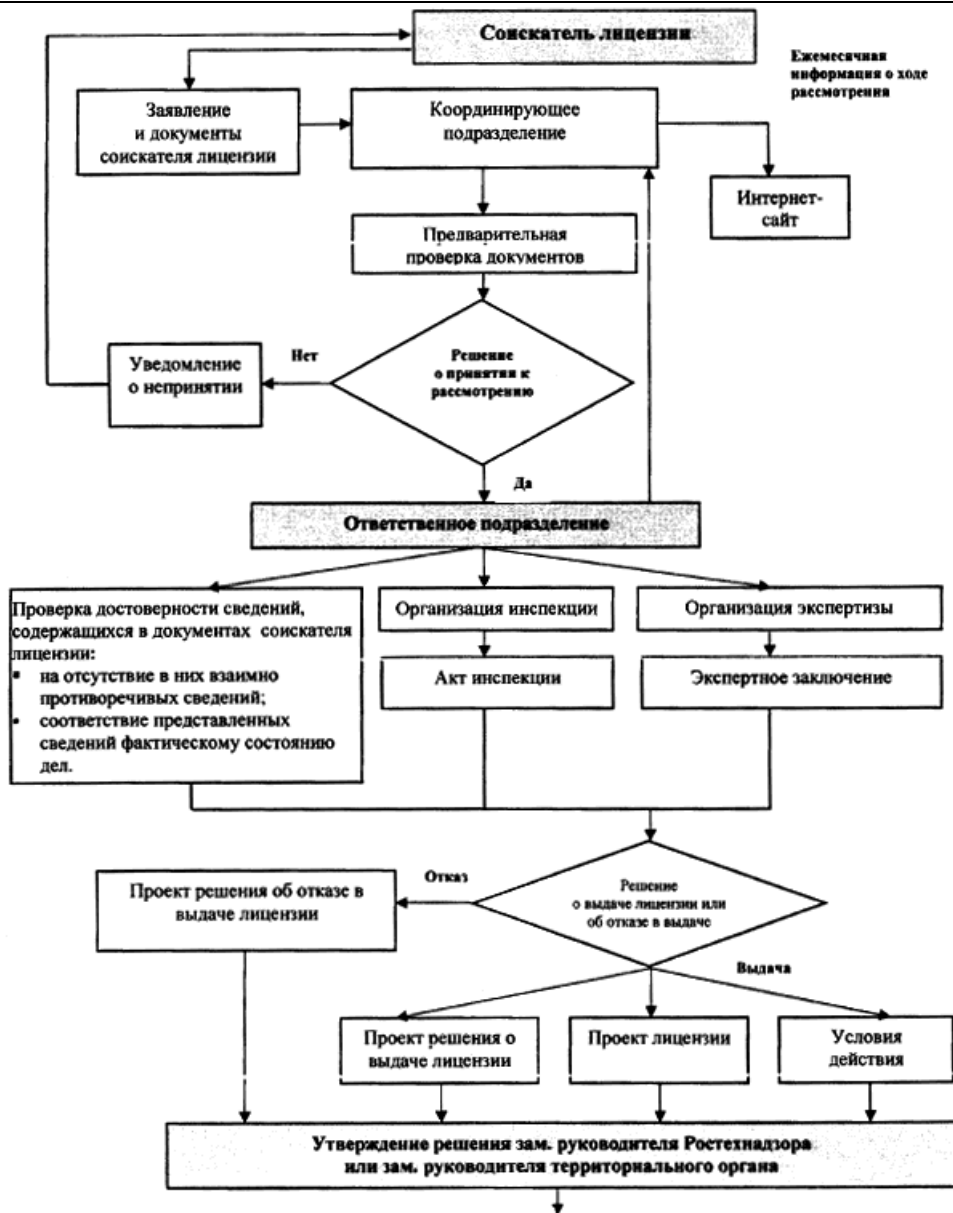 Соискатель лицензии
Ежемесячная
информация о ходе
рассмотрения
Заявление
и документы
соискателя лицензии
Координирующее
подразделение
Интернет-
сайт
Предварительная
проверка документов
Решение
о принятии к
рассмотрению
Нет
Уведомление
о непринятии
Да
Ответственное подразделение
Проверка достоверности сведений,
содержащихся в документах соискателя
лицензии:
▪ на отсутствие в них взаимно
противоречивых сведений;
▪ соответствие представленных
сведений фактическому состоянию
дел.
Организация инспекции
Организация экспертизы
Акт инспекции
Экспертное заключение
Отказ
Проект решения об отказе в
выдаче лицензии
Решение
о выдаче лицензии или
об отказе в выдаче
Выдача
Проект решения о
выдаче лицензии
Проект лицензии
Условия
действия
Утверждение решения зам. руководителя Ростехнадзора
или зам. руководителя территориального органа